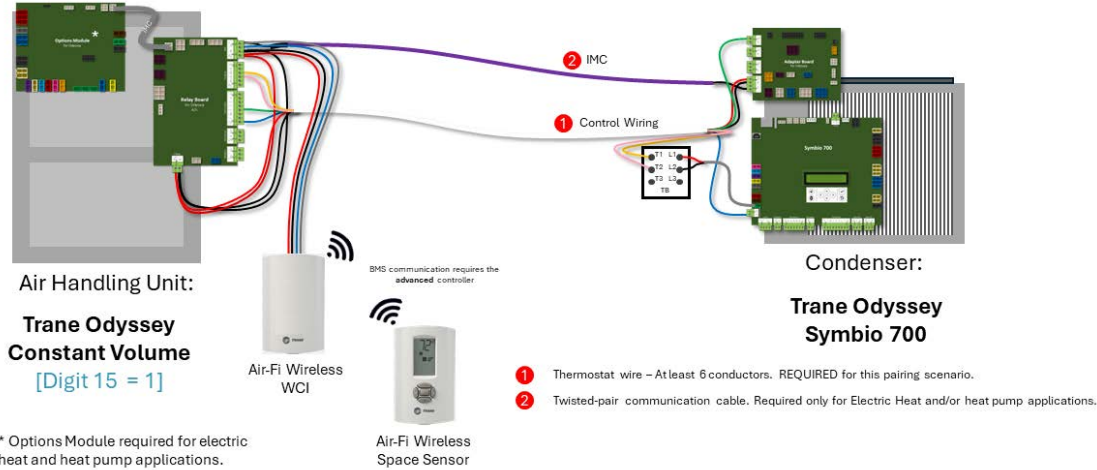 Options Module
*
IMC
Relay Board
2 IMC
1 Control Wiring
Adapter Board
Symbio 700
T1 L1
T2 L2
T3 L3
TB
BMS communication requires the
advanced controller
Air Handling Unit:
Trane Odyssey
Constant Volume
[Digit 15 = 1]
Air-Fi Wireless
WCI
72
Air-Fi Wireless
Space Sensor
Condenser:
Trane Odyssey
Symbio 700
1 Thermostat wire – At least 6 conductors. REQUIRED for this pairing scenario.
2 Twisted-pair communication cable. Required only for Electric Heat and/or heat pump applications.
* Options Module required for electric
heat and heat pump applications.